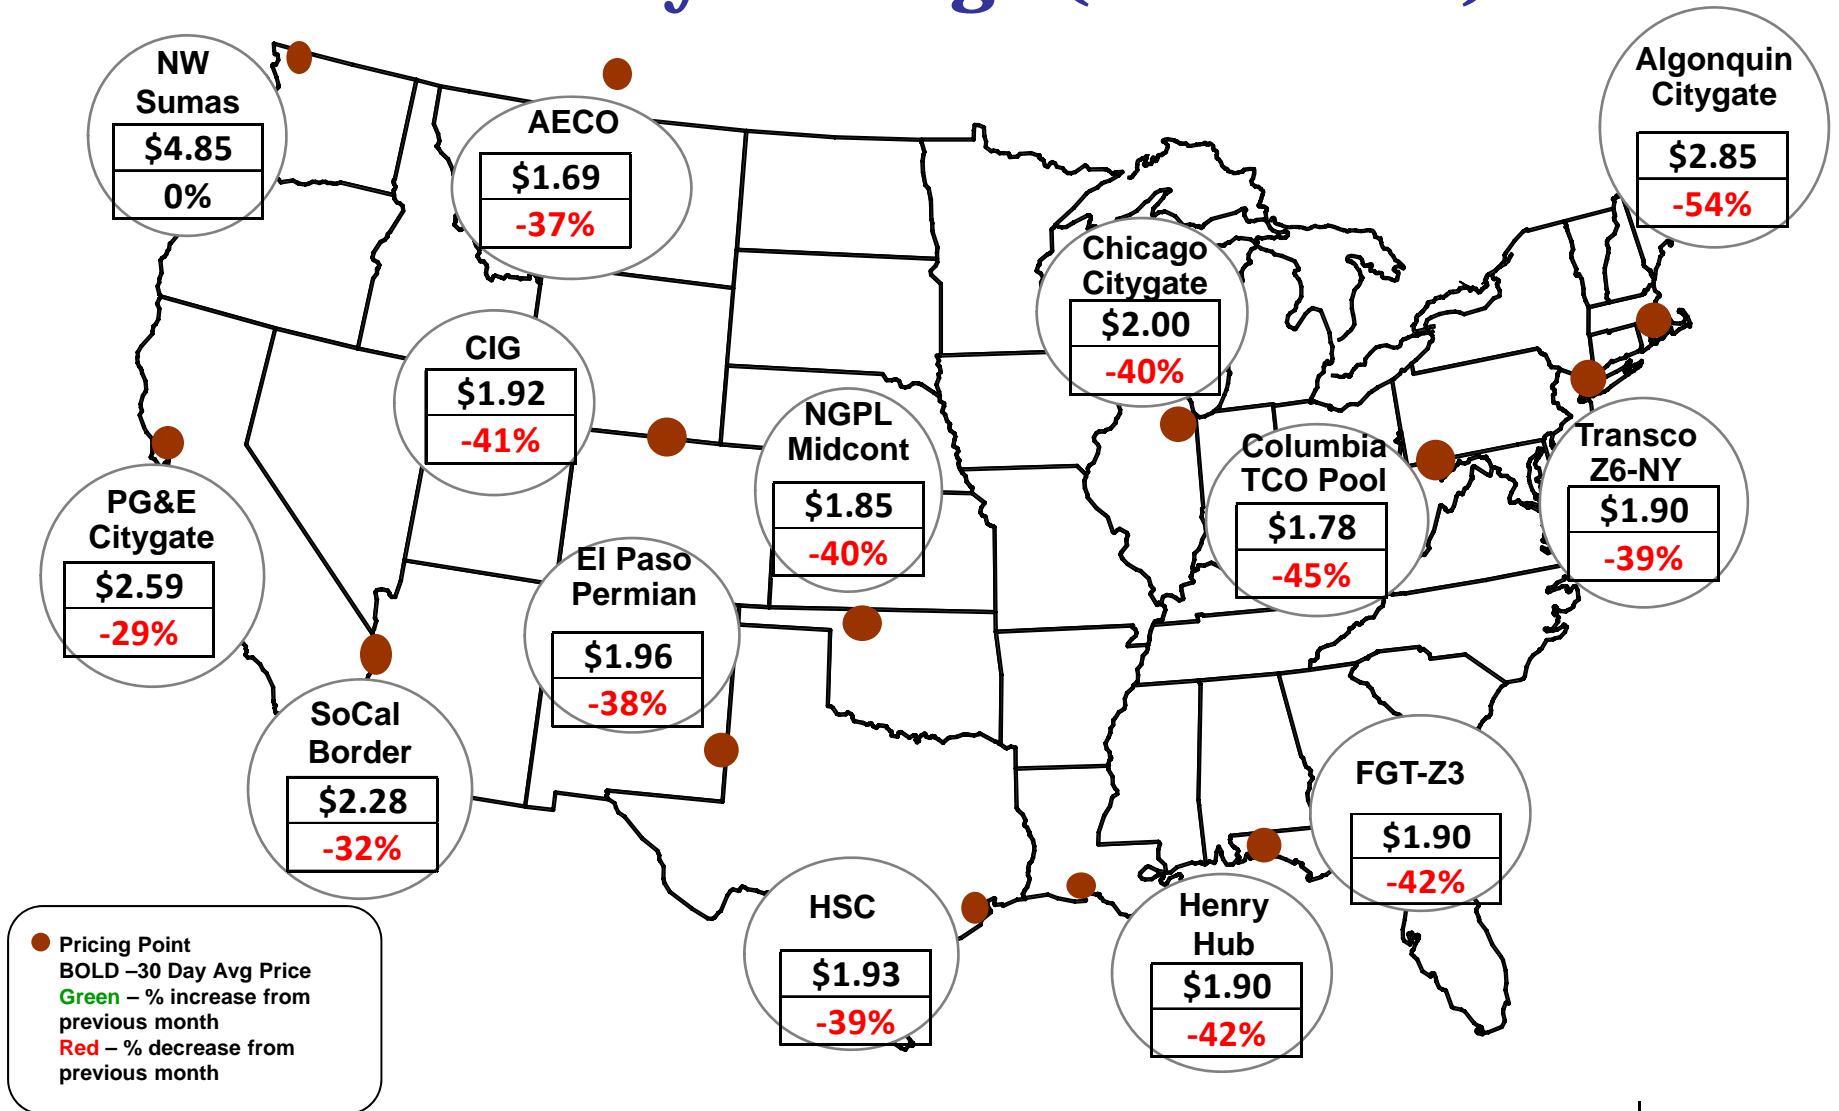 NW
Sumas
$4.85
0%
AECO
$1.69
-37%
Algonquin
Citygate
$2.85
-54%
Chicago
Citygate
$2.00
-40%
CIG
$1.92
-41%
NGPL
Midcont
$1.85
-40%
Columbia
TCO Pool
$1.78
-45%
Transco
Z6-NY
$1.90
-39%
PG&E
Citygate
$2.59
-29%
El Paso
Permian
$1.96
-38%
SoCal
Border
$2.28
-32%
FGT-Z3
$1.90
-42%
HSC
$1.93
-39%
Henry
Hub
$1.90
-42%
Pricing Point
BOLD –30 Day Avg Price
Green – % increase from
previous month
Red – % decrease from
previous month